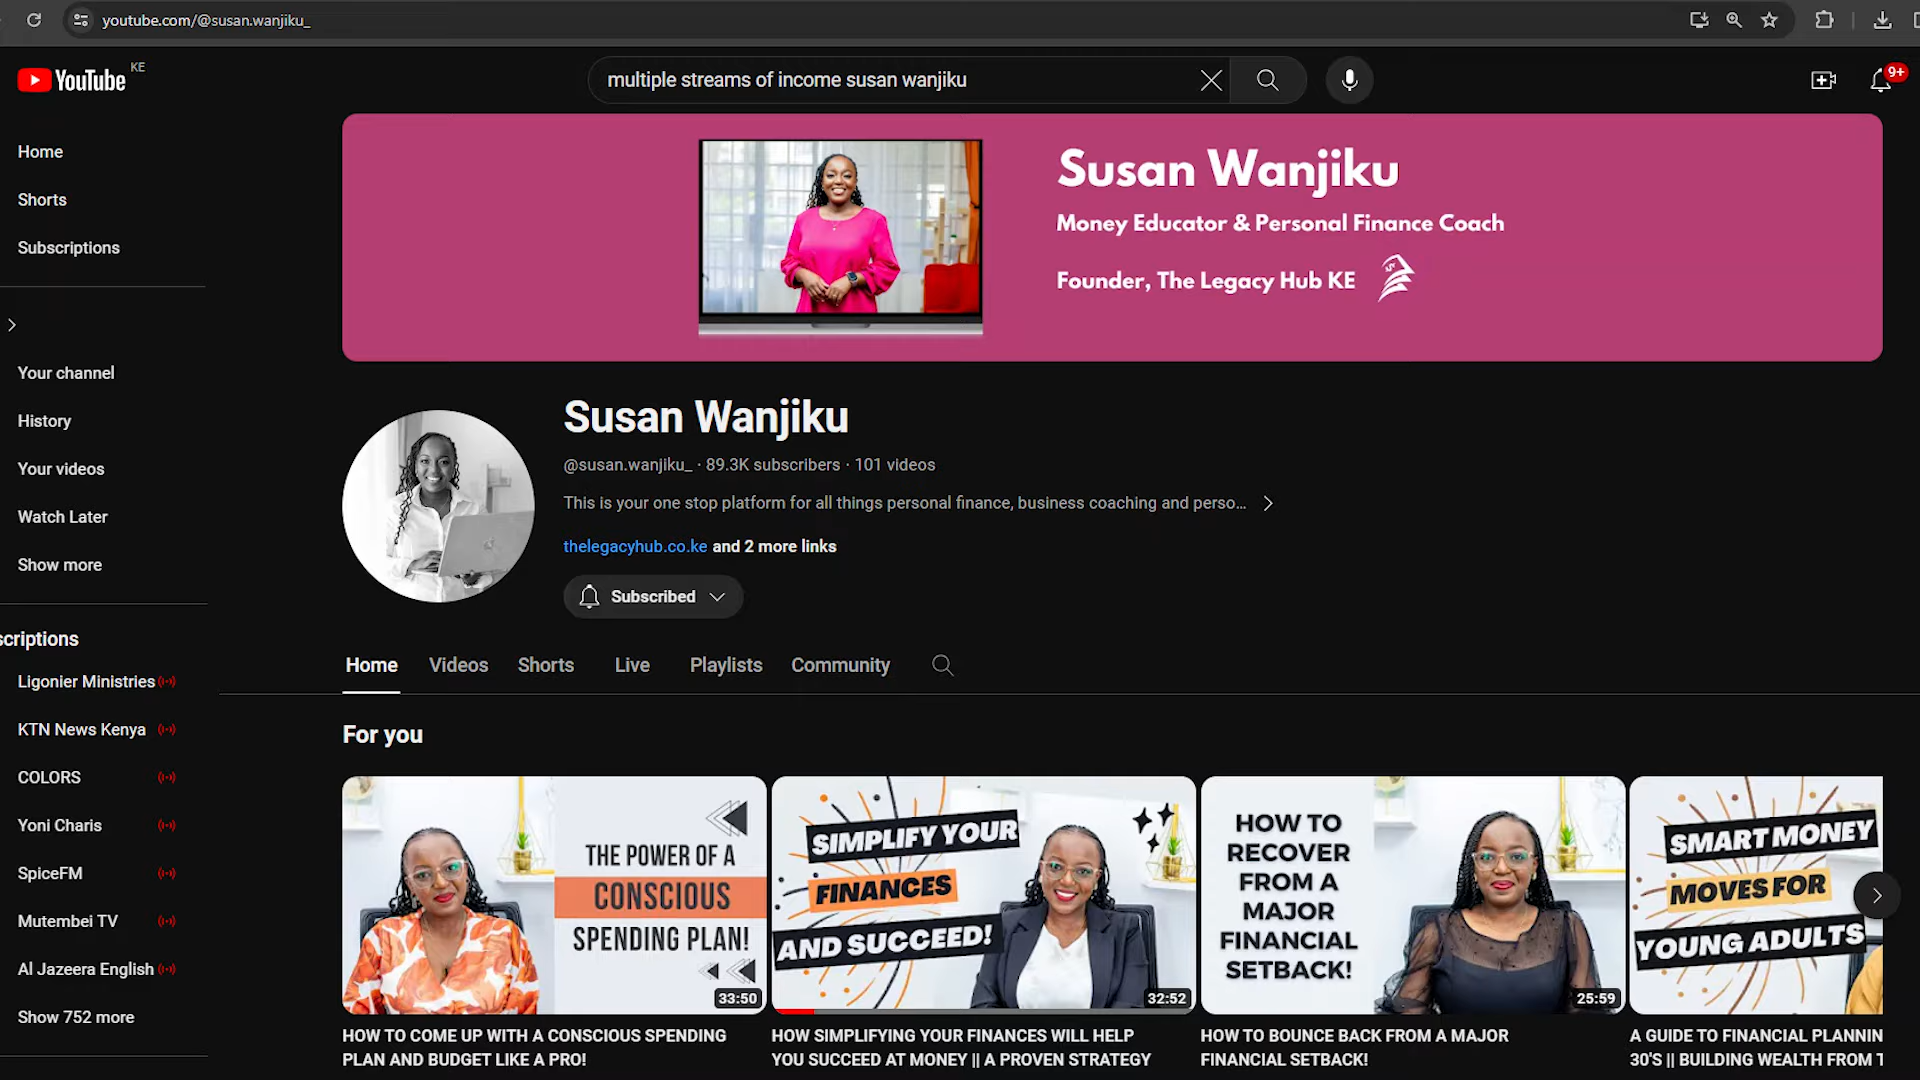 youtube.com/@susan.wanjiku_
YouTube KE
multiple streams of income susan wanjiku
9+
Home
Shorts
Subscriptions
Your channel
History
Your videos
Watch Later
Show more
scriptions
Ligonier Ministries
KTN News Kenya
COLORS
Yoni Charis
SpiceFM
Mutembei TV
Al Jazeera English
Show 752 more
Susan Wanjiku
Money Educator & Personal Finance Coach
Founder, The Legacy Hub KE
Susan Wanjiku
@susan.wanjiku_ · 89.3K subscribers · 101 videos
This is your one stop platform for all things personal finance, business coaching and perso...
thelegacyhub.co.ke and 2 more links
Subscribed
Home Videos Shorts Live Playlists Community
For you
THE POWER OF A
CONSCIOUS
SPENDING PLAN!
33:50
HOW TO COME UP WITH A CONSCIOUS SPENDING
PLAN AND BUDGET LIKE A PRO!
SIMPLIFY YOUR
FINANCES
AND SUCCEED!
32:52
HOW SIMPLIFYING YOUR FINANCES WILL HELP
YOU SUCCEED AT MONEY || A PROVEN STRATEGY
HOW TO
RECOVER
FROM A
MAJOR
FINANCIAL
SETBACK!
25:59
HOW TO BOUNCE BACK FROM A MAJOR
FINANCIAL SETBACK!
SMART MONEY
MOVES FOR
YOUNG ADULTS
A GUIDE TO FINANCIAL PLANNIN
30'S || BUILDING WEALTH FROM T